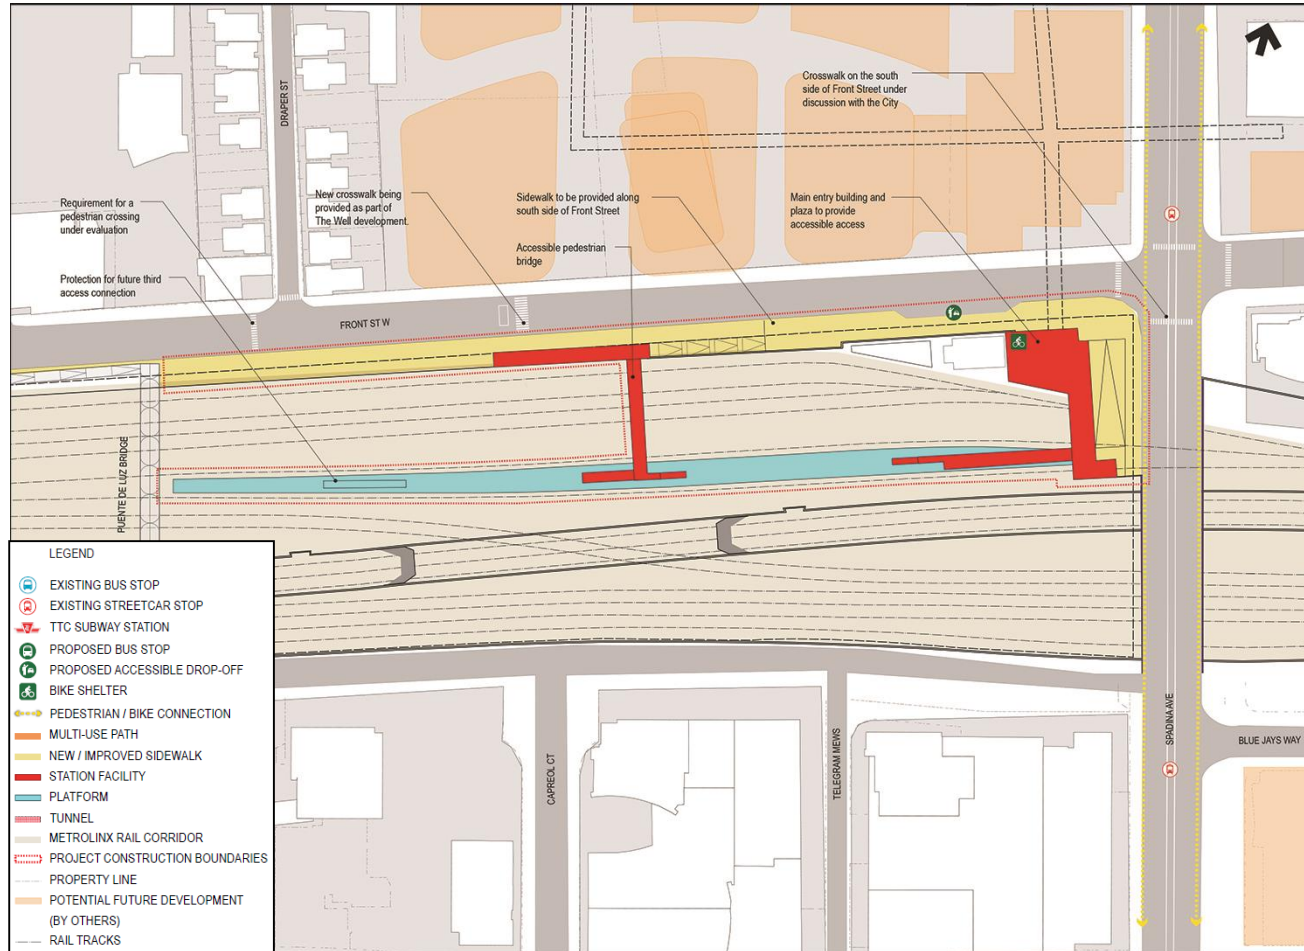 DRAPER ST
Crosswalk on the south
side of Front Street under
discussion with the City
Requirement for a
pedestrian crossing
under evaluation
New crosswalk being
provided as part of
The Well development.
Sidewalk to be provided along
south side of Front Street
Main entry building and
plaza to provide
accessible access
Accessible pedestrian
bridge
Protection for future third
access connection
FRONT ST W
PUENTE DE LUZ BRIDGE
LEGEND
EXISTING BUS STOP
EXISTING STREETCAR STOP
TTC SUBWAY STATION
PROPOSED BUS STOP
PROPOSED ACCESSIBLE DROP-OFF
BIKE SHELTER
PEDESTRIAN / BIKE CONNECTION
MULTI-USE PATH
NEW / IMPROVED SIDEWALK
STATION FACILITY
PLATFORM
TUNNEL
METROLINX RAIL CORRIDOR
PROJECT CONSTRUCTION BOUNDARIES
PROPERTY LINE
POTENTIAL FUTURE DEVELOPMENT
(BY OTHERS)
RAIL TRACKS
CAPREOL CT
TELEGRAM MEWS
SPADINA AVE
BLUE JAYS WAY